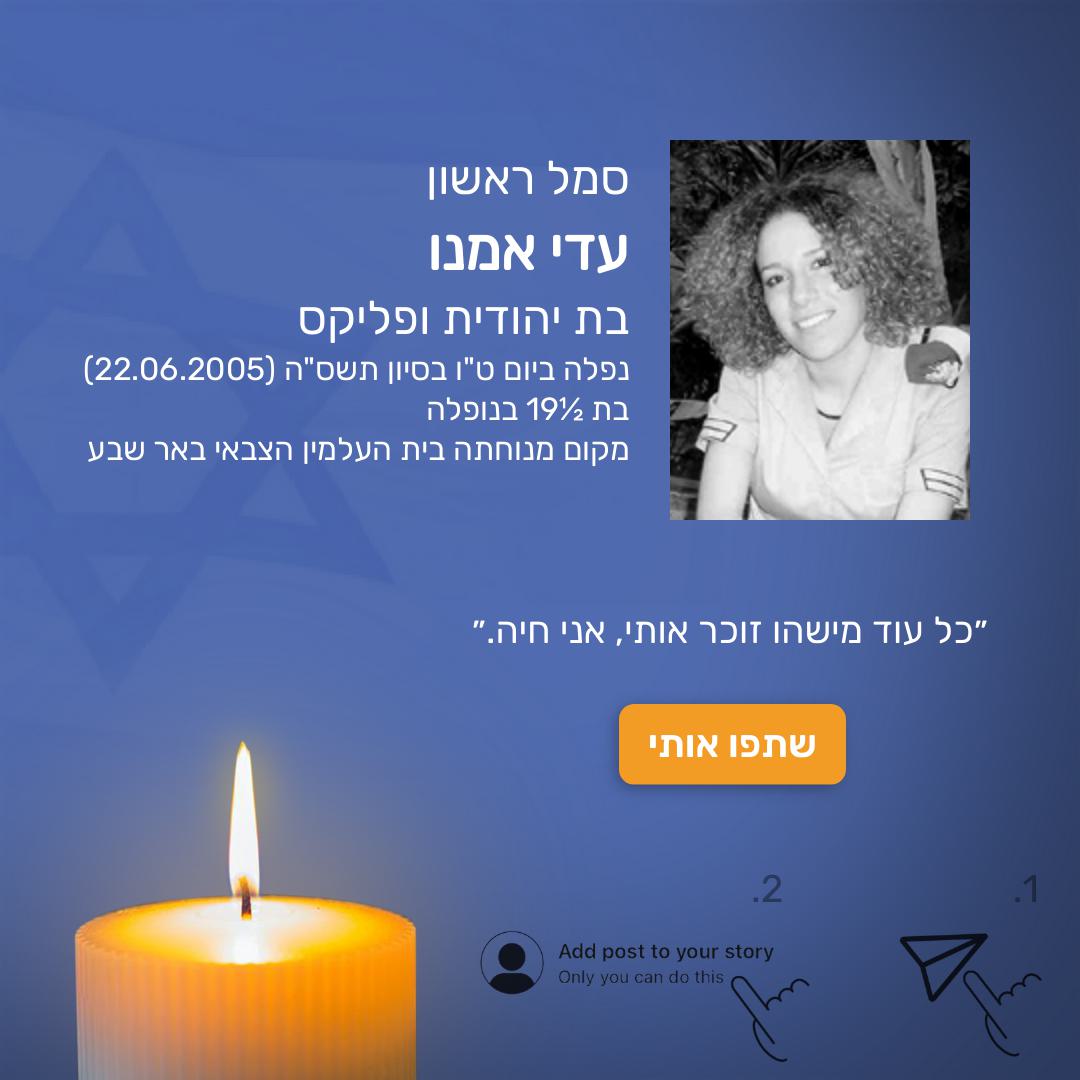 סמל ראשון
עדי אמנו
בת יהודית ופליקס
נפלה ביום ט"ו בסיון תשס"ה (22.06.2005)
בת 19½ בנופלה
מקום מנוחתה בית העלמין הצבאי באר שבע
״כל עוד מישהו זוכר אותי, אני חיה.״
שתפו אותי
1.
2.
Add post to your story
Only you can do this